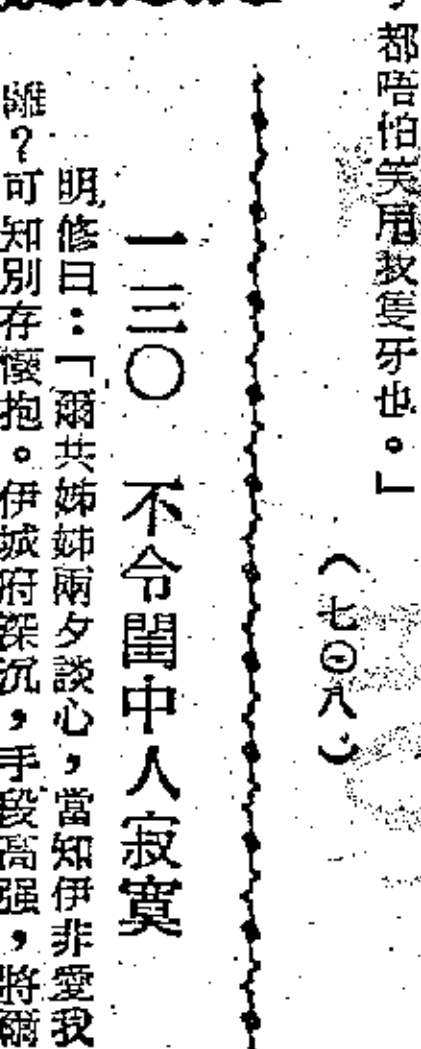 都唔怕笑甩我隻牙也。」
（七〇八）
一三〇　不令閨中人寂寞
明修曰：「爾共姊姊兩夕談心，當知伊非愛我
雖？可知別存懷抱。伊城府深沉，手段高强，將爾